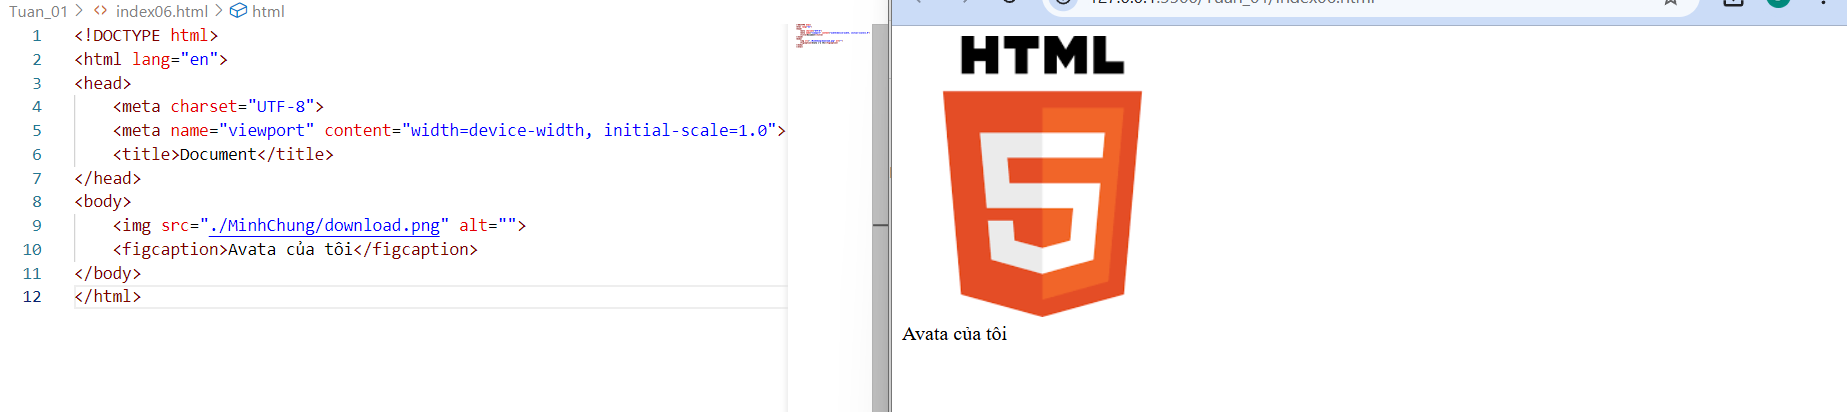 Tuan_01 > index06.html > html
1 <!DOCTYPE html>
2 <html lang="en">
3 <head>
4 <meta charset="UTF-8">
5 <meta name="viewport" content="width=device-width, initial-scale=1.0">
6 <title>Document</title>
7 </head>
8 <body>
9 <img src="./MinhChung/download.png" alt="">
10 <figcaption>Avata của tôi</figcaption>
11 </body>
12 </html>
HTML
5
Avata của tôi